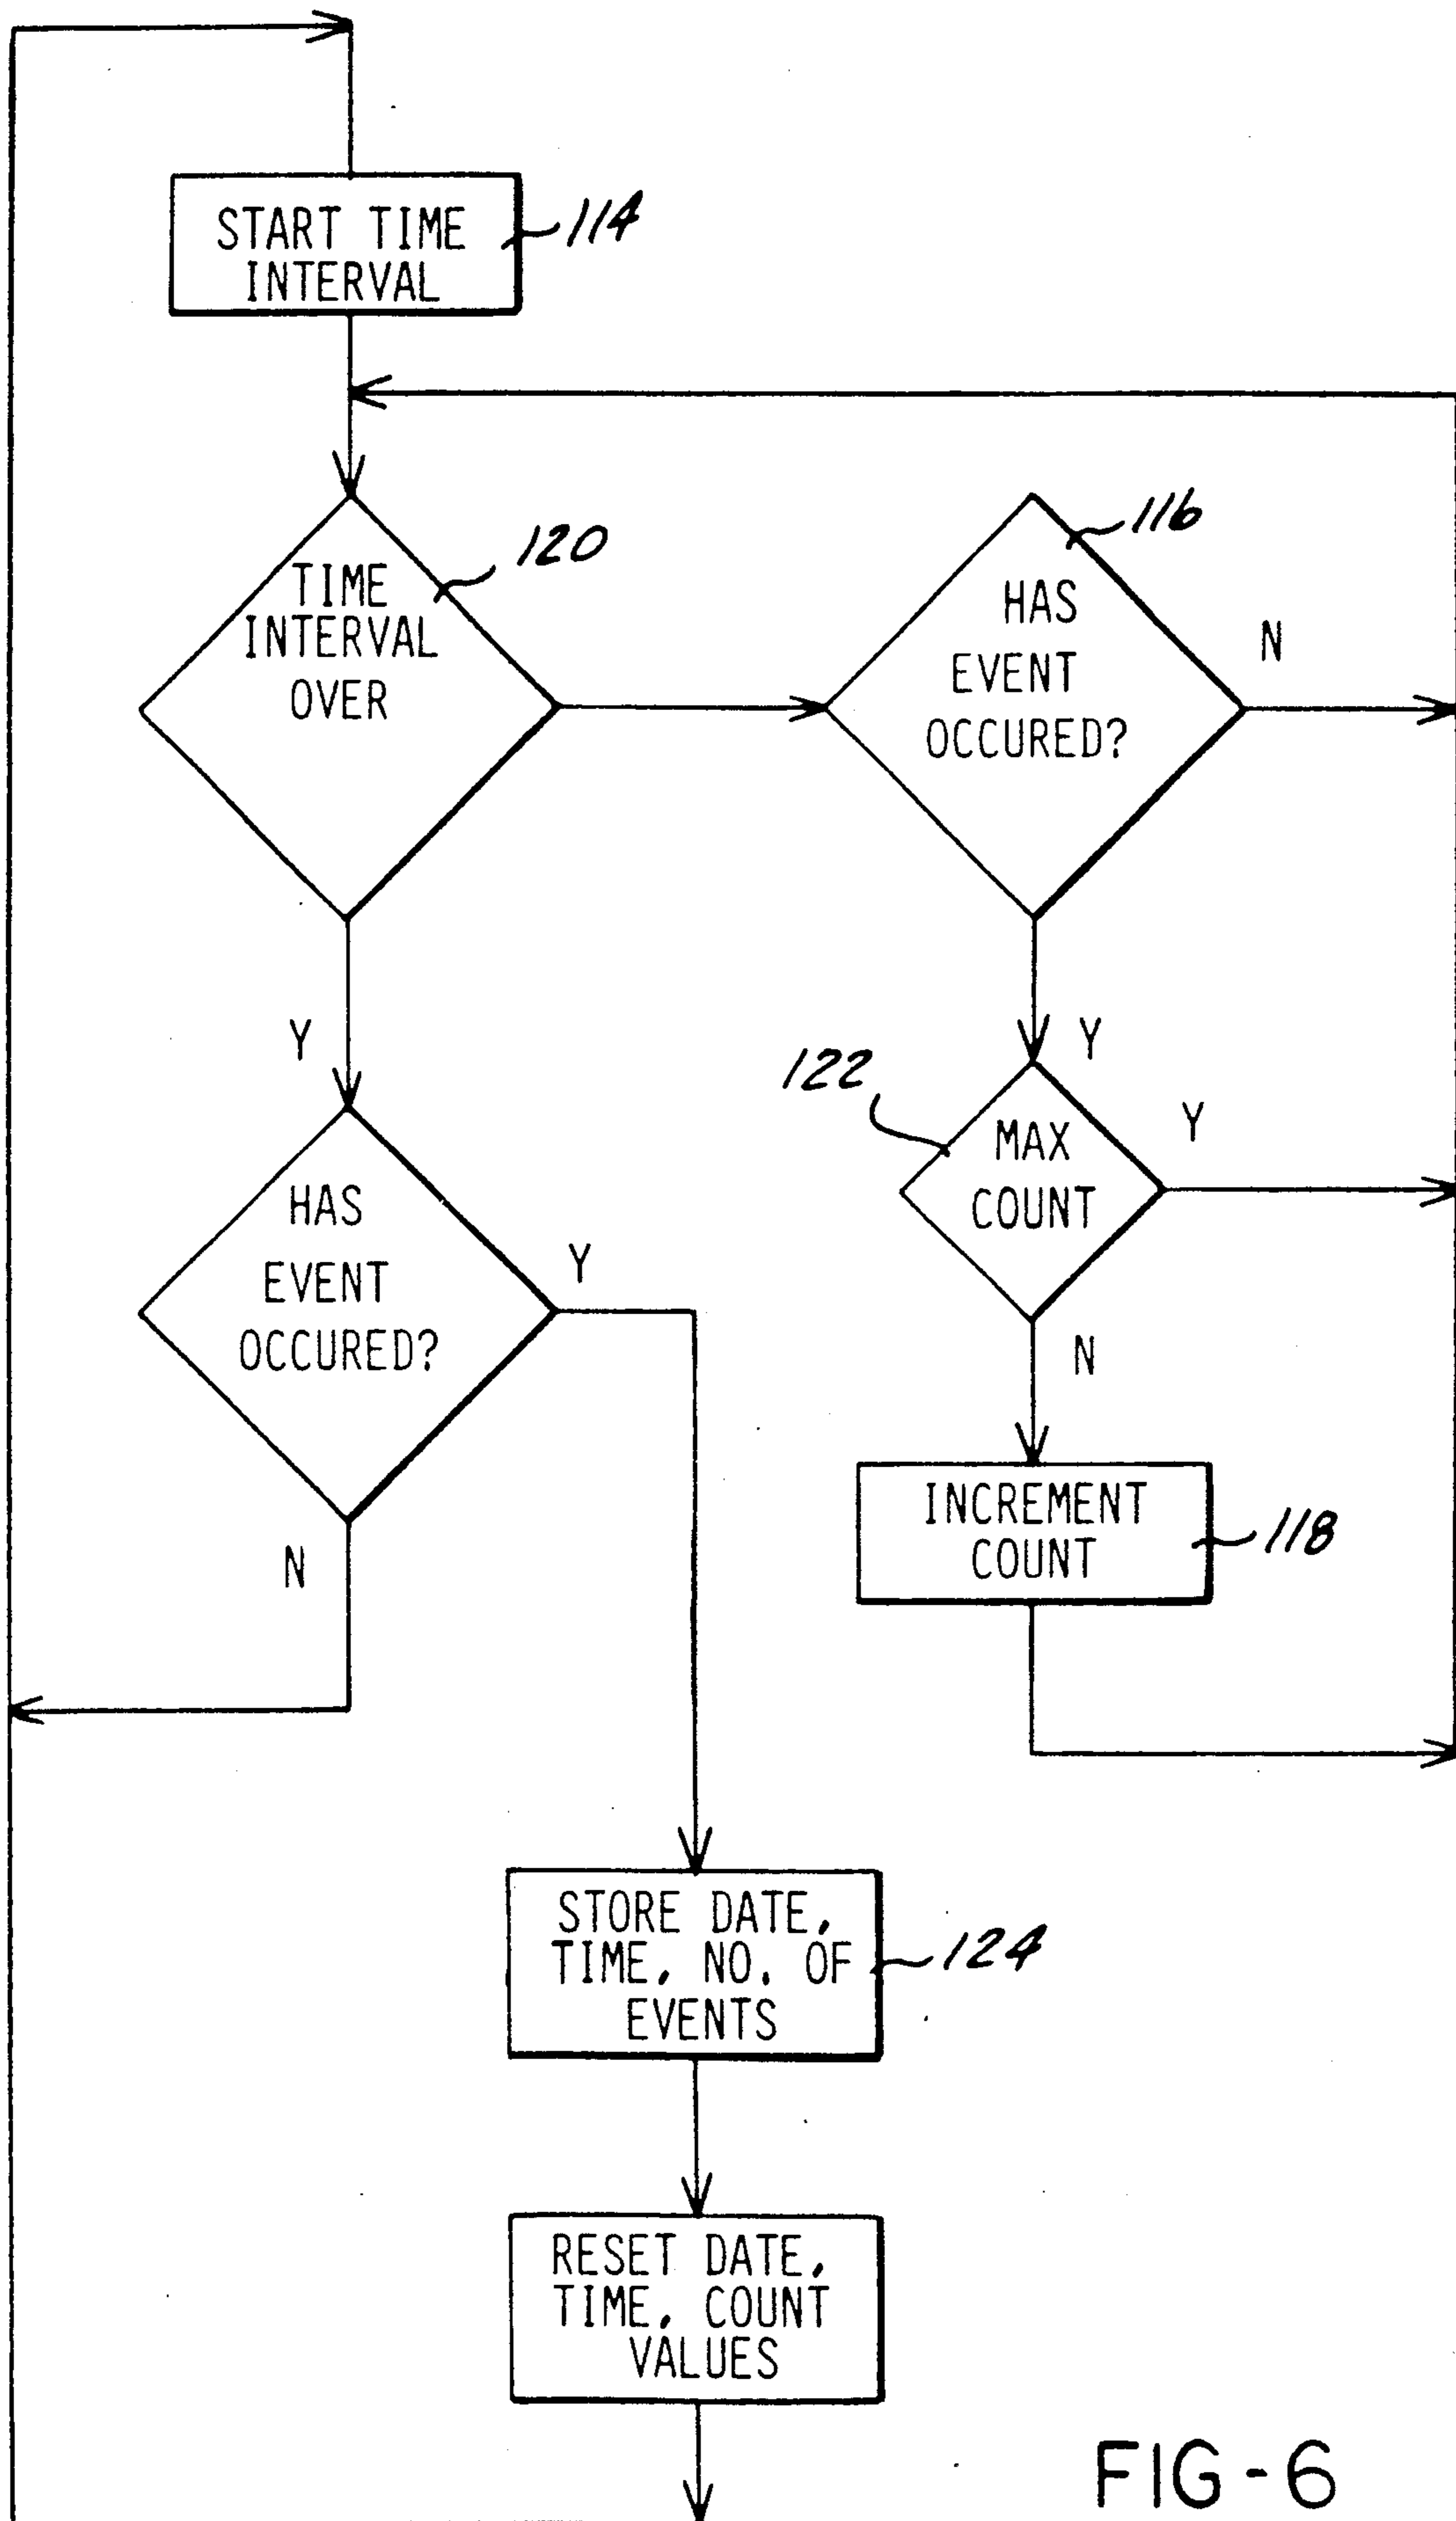 START TIME
INTERVAL
114
TIME
INTERVAL
OVER
120
HAS
EVENT
OCCURED?
116
N
Y
Y
122
MAX
COUNT
Y
HAS
EVENT
OCCURED?
Y
N
N
INCREMENT
COUNT
118
STORE DATE,
TIME, NO. OF
EVENTS
124
RESET DATE,
TIME, COUNT
VALUES
FIG-6